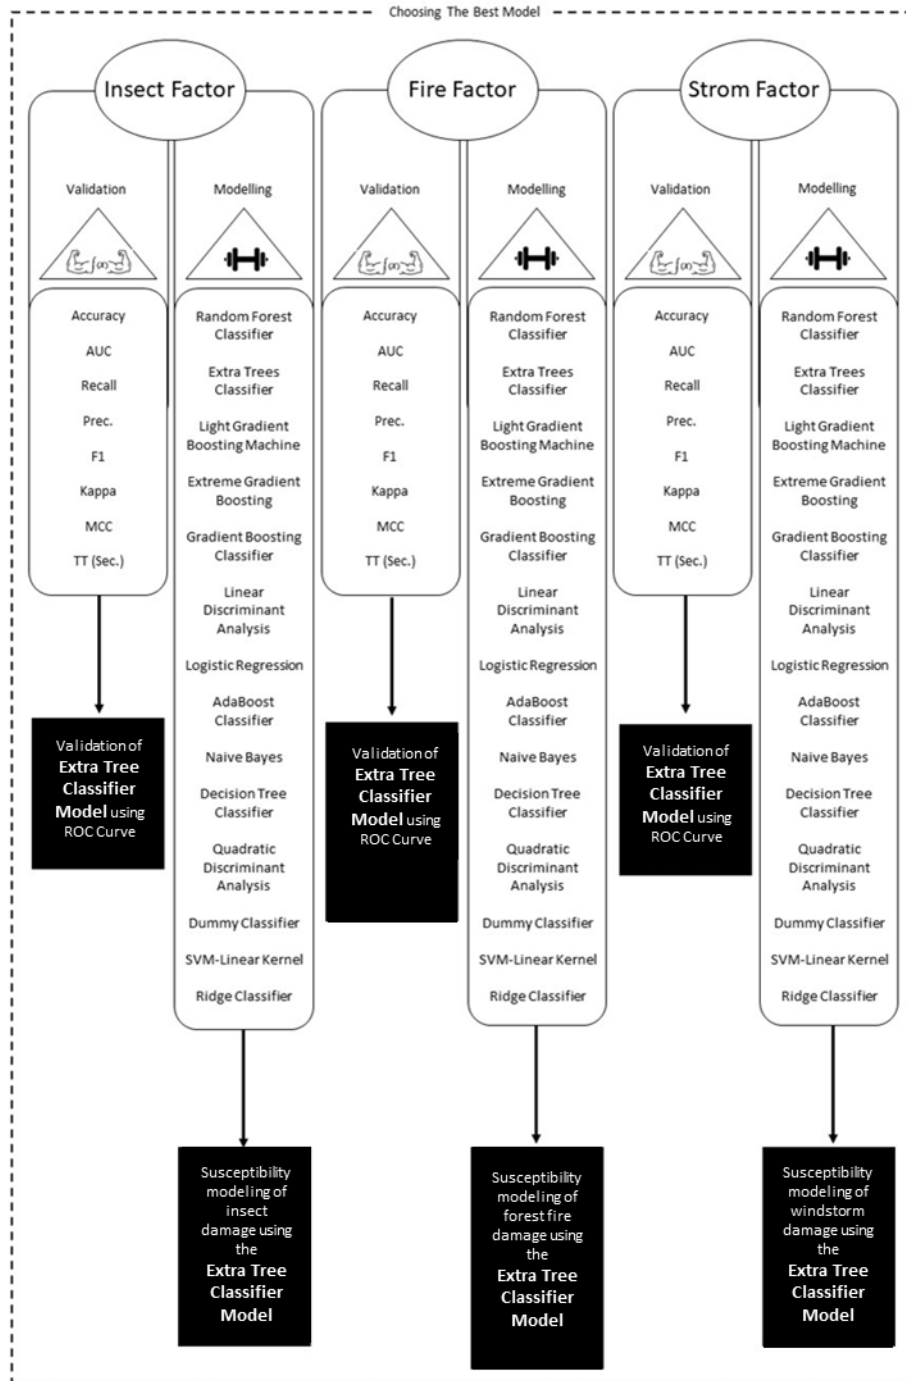 Choosing The Best Model
Insect Factor
Validation
Accuracy
AUC
Recall
Prec.
F1
Kappa
MCC
TT (Sec.)
Validation of
Extra Tree
Classifier
Model using
ROC Curve
Modelling
Random Forest
Classifier
Extra Trees
Classifier
Light Gradient
Boosting Machine
Extreme Gradient
Boosting
Gradient Boosting
Classifier
Linear
Discriminant
Analysis
Logistic Regression
AdaBoost
Classifier
Naive Bayes
Decision Tree
Classifier
Quadratic
Discriminant
Analysis
Dummy Classifier
SVM-Linear Kernel
Ridge Classifier
Susceptibility
modeling of
insect
damage using
the
Extra Tree
Classifier
Model
Fire Factor
Validation
Accuracy
AUC
Recall
Prec.
F1
Kappa
MCC
TT (Sec.)
Validation of
Extra Tree
Classifier
Model using
ROC Curve
Modelling
Random Forest
Classifier
Extra Trees
Classifier
Light Gradient
Boosting Machine
Extreme Gradient
Boosting
Gradient Boosting
Classifier
Linear
Discriminant
Analysis
Logistic Regression
AdaBoost
Classifier
Naive Bayes
Decision Tree
Classifier
Quadratic
Discriminant
Analysis
Dummy Classifier
SVM-Linear Kernel
Ridge Classifier
Susceptibility
modeling of
forest fire
damage using
the
Extra Tree
Classifier
Model
Strom Factor
Validation
Accuracy
AUC
Recall
Prec.
F1
Kappa
MCC
TT (Sec.)
Validation of
Extra Tree
Classifier
Model using
ROC Curve
Modelling
Random Forest
Classifier
Extra Trees
Classifier
Light Gradient
Boosting Machine
Extreme Gradient
Boosting
Gradient Boosting
Classifier
Linear
Discriminant
Analysis
Logistic Regression
AdaBoost
Classifier
Naive Bayes
Decision Tree
Classifier
Quadratic
Discriminant
Analysis
Dummy Classifier
SVM-Linear Kernel
Ridge Classifier
Susceptibility
modeling of
windstorm
damage using
the
Extra Tree
Classifier
Model